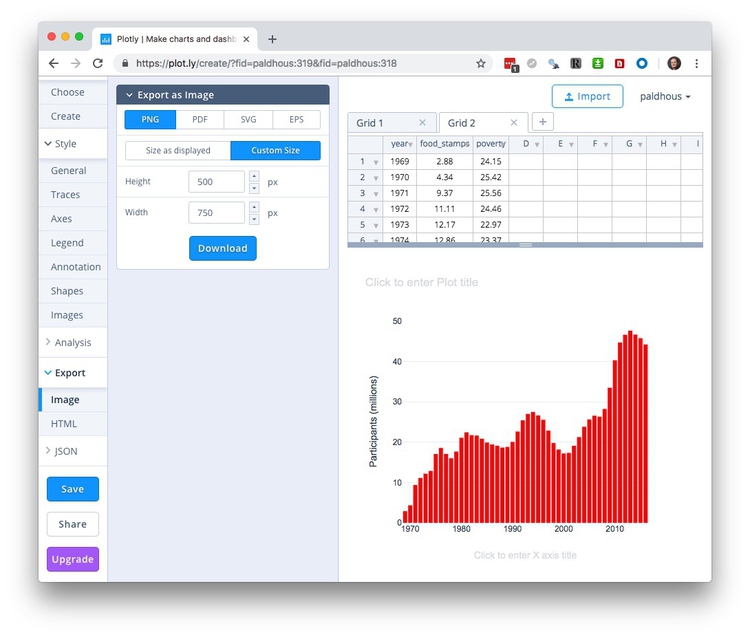 Plotly | Make charts and dashb
https://plot.ly/create/?fid=paldhous:319&fid=paldhous:318
1
R
Choose
Create
Style
General
Traces
Axes
Legend
Annotation
Shapes
Images
Analysis
Export
Image
HTML
JSON
Save
Share
Upgrade
Export as Image
PNG PDF SVG EPS
Size as displayed Custom Size
Height 500 px
Width 750 px
Download
Import paldhous
Grid 1 Grid 2
year food_stamps poverty D E F G H I
1 1969 2.88 24.15
2 1970 4.34 25.42
3 1971 9.37 25.56
4 1972 11.11 24.46
5 1973 12.17 22.97
6 1974 12.86 23.37
Click to enter Plot title
50
40
30
20
10
0
Participants (millions)
1970 1980 1990 2000 2010
Click to enter X axis title